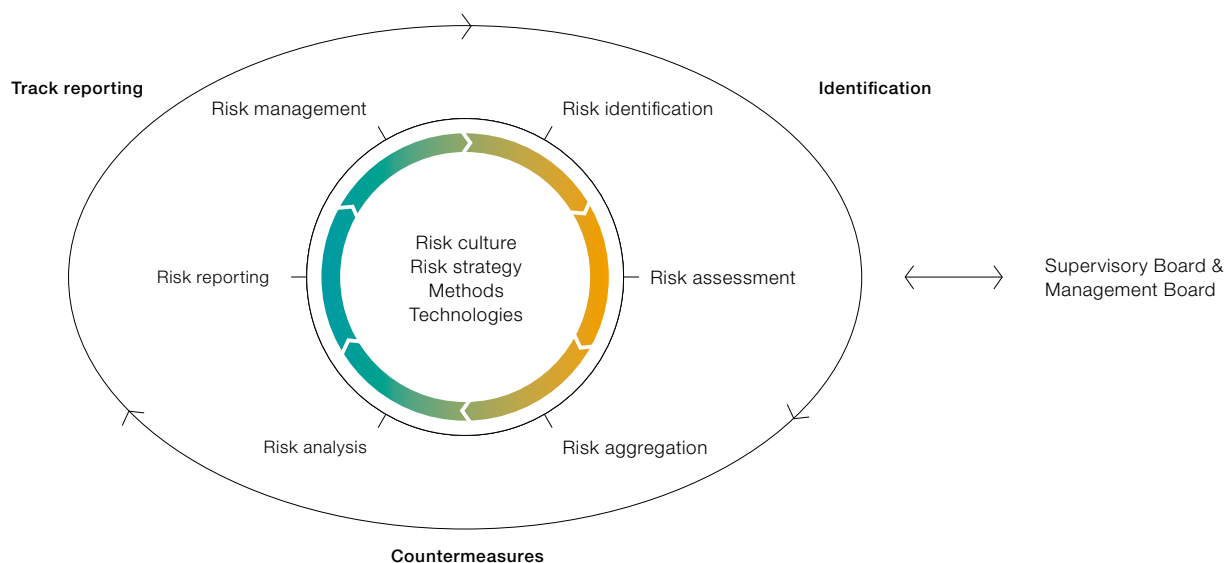 Track reporting
Identification
Risk management
Risk identification
Risk culture
Risk strategy
Methods
Technologies
Risk reporting
Risk assessment
Supervisory Board &
Management Board
Risk analysis
Risk aggregation
Countermeasures